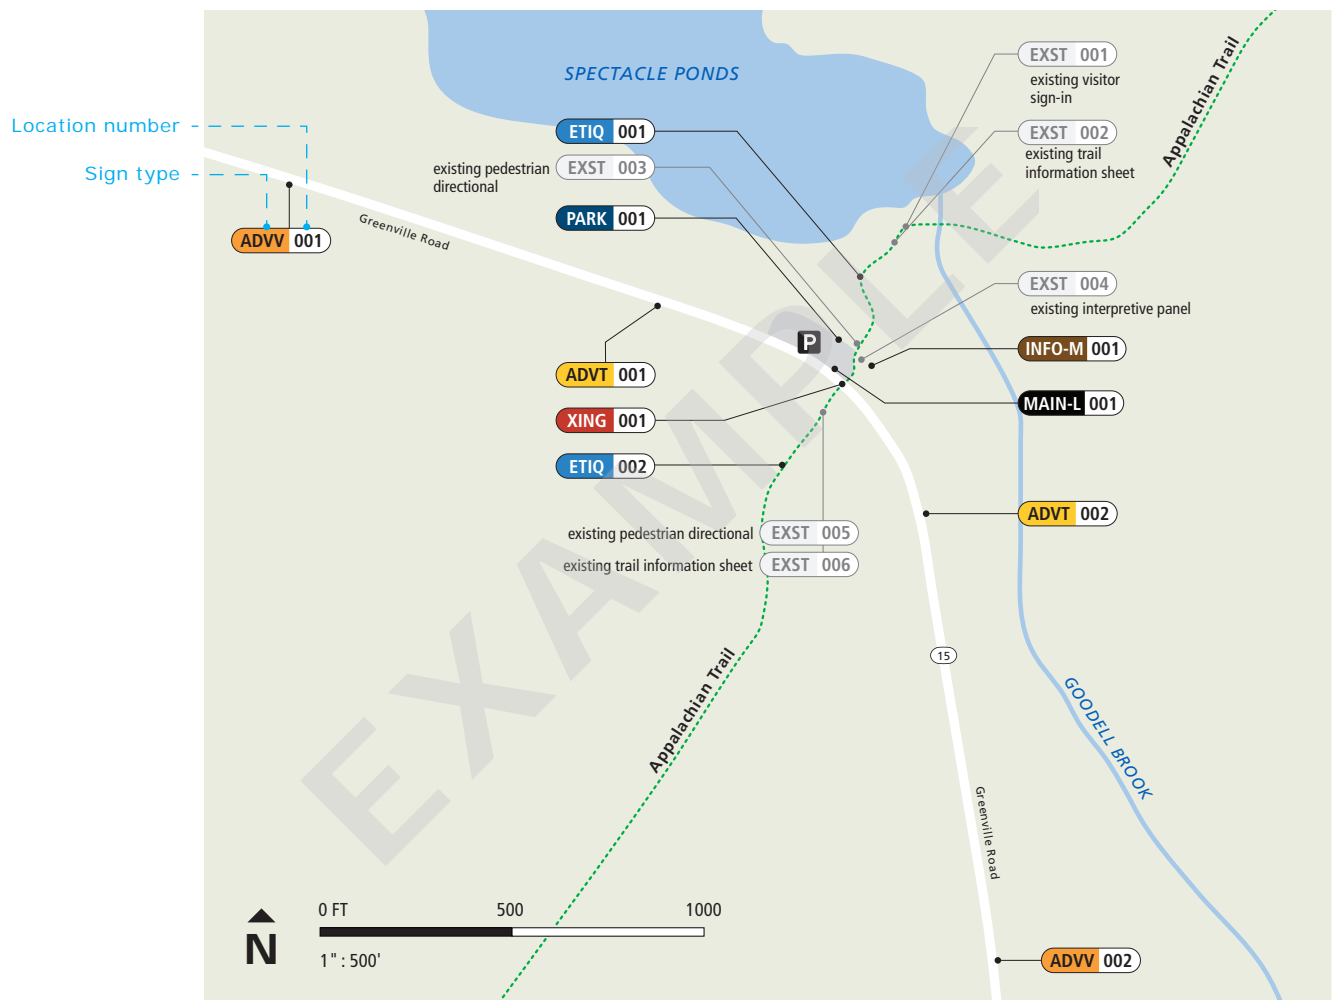 SPECTACLE PONDS
Location number
Sign type
ADVV 001
Greenville Road
ETIQ 001
existing pedestrian
directional
EXST 003
PARK 001
EXST 001
existing visitor
sign-in
EXST 002
existing trail
information sheet
Appalachian Trail
EXST 004
existing interpretive panel
P
INFO-M 001
MAIN-L 001
ADVT 001
XING 001
ETIQ 002
ADVT 002
existing pedestrian directional EXST 005
existing trail information sheet EXST 006
EXAMPLE
Appalachian Trail
15
GOODELL BROOK
Greenville Road
N
0 FT 500 1000
1" : 500'
ADVV 002